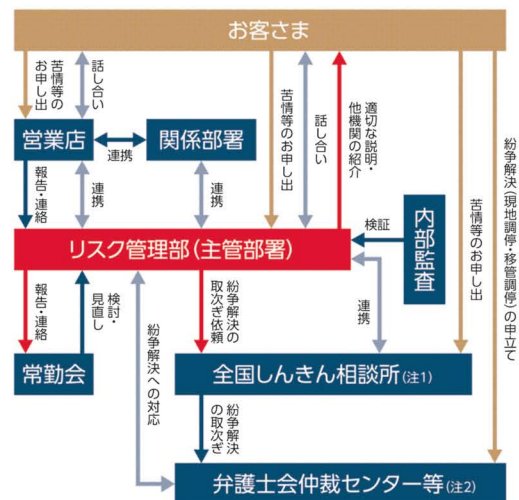 お客さま
苦情等の
お申し出
話し合い
苦情等のお申し出
話し合い
適切な説明・
他機関の紹介
苦情等のお申し出
紛争解決(現地調停・移管調停)の申立て
営業店
連携
関係部署
報告・連絡
連携
連携
検証
内部監査
リスク管理部(主管部署)
報告・連絡
検討・
見直し
紛争解決への対応
紛争解決の
取次ぎ依頼
連携
常勤会
全国しんきん相談所(注1)
紛争解決
の取次ぎ
弁護士会仲裁センター等(注2)